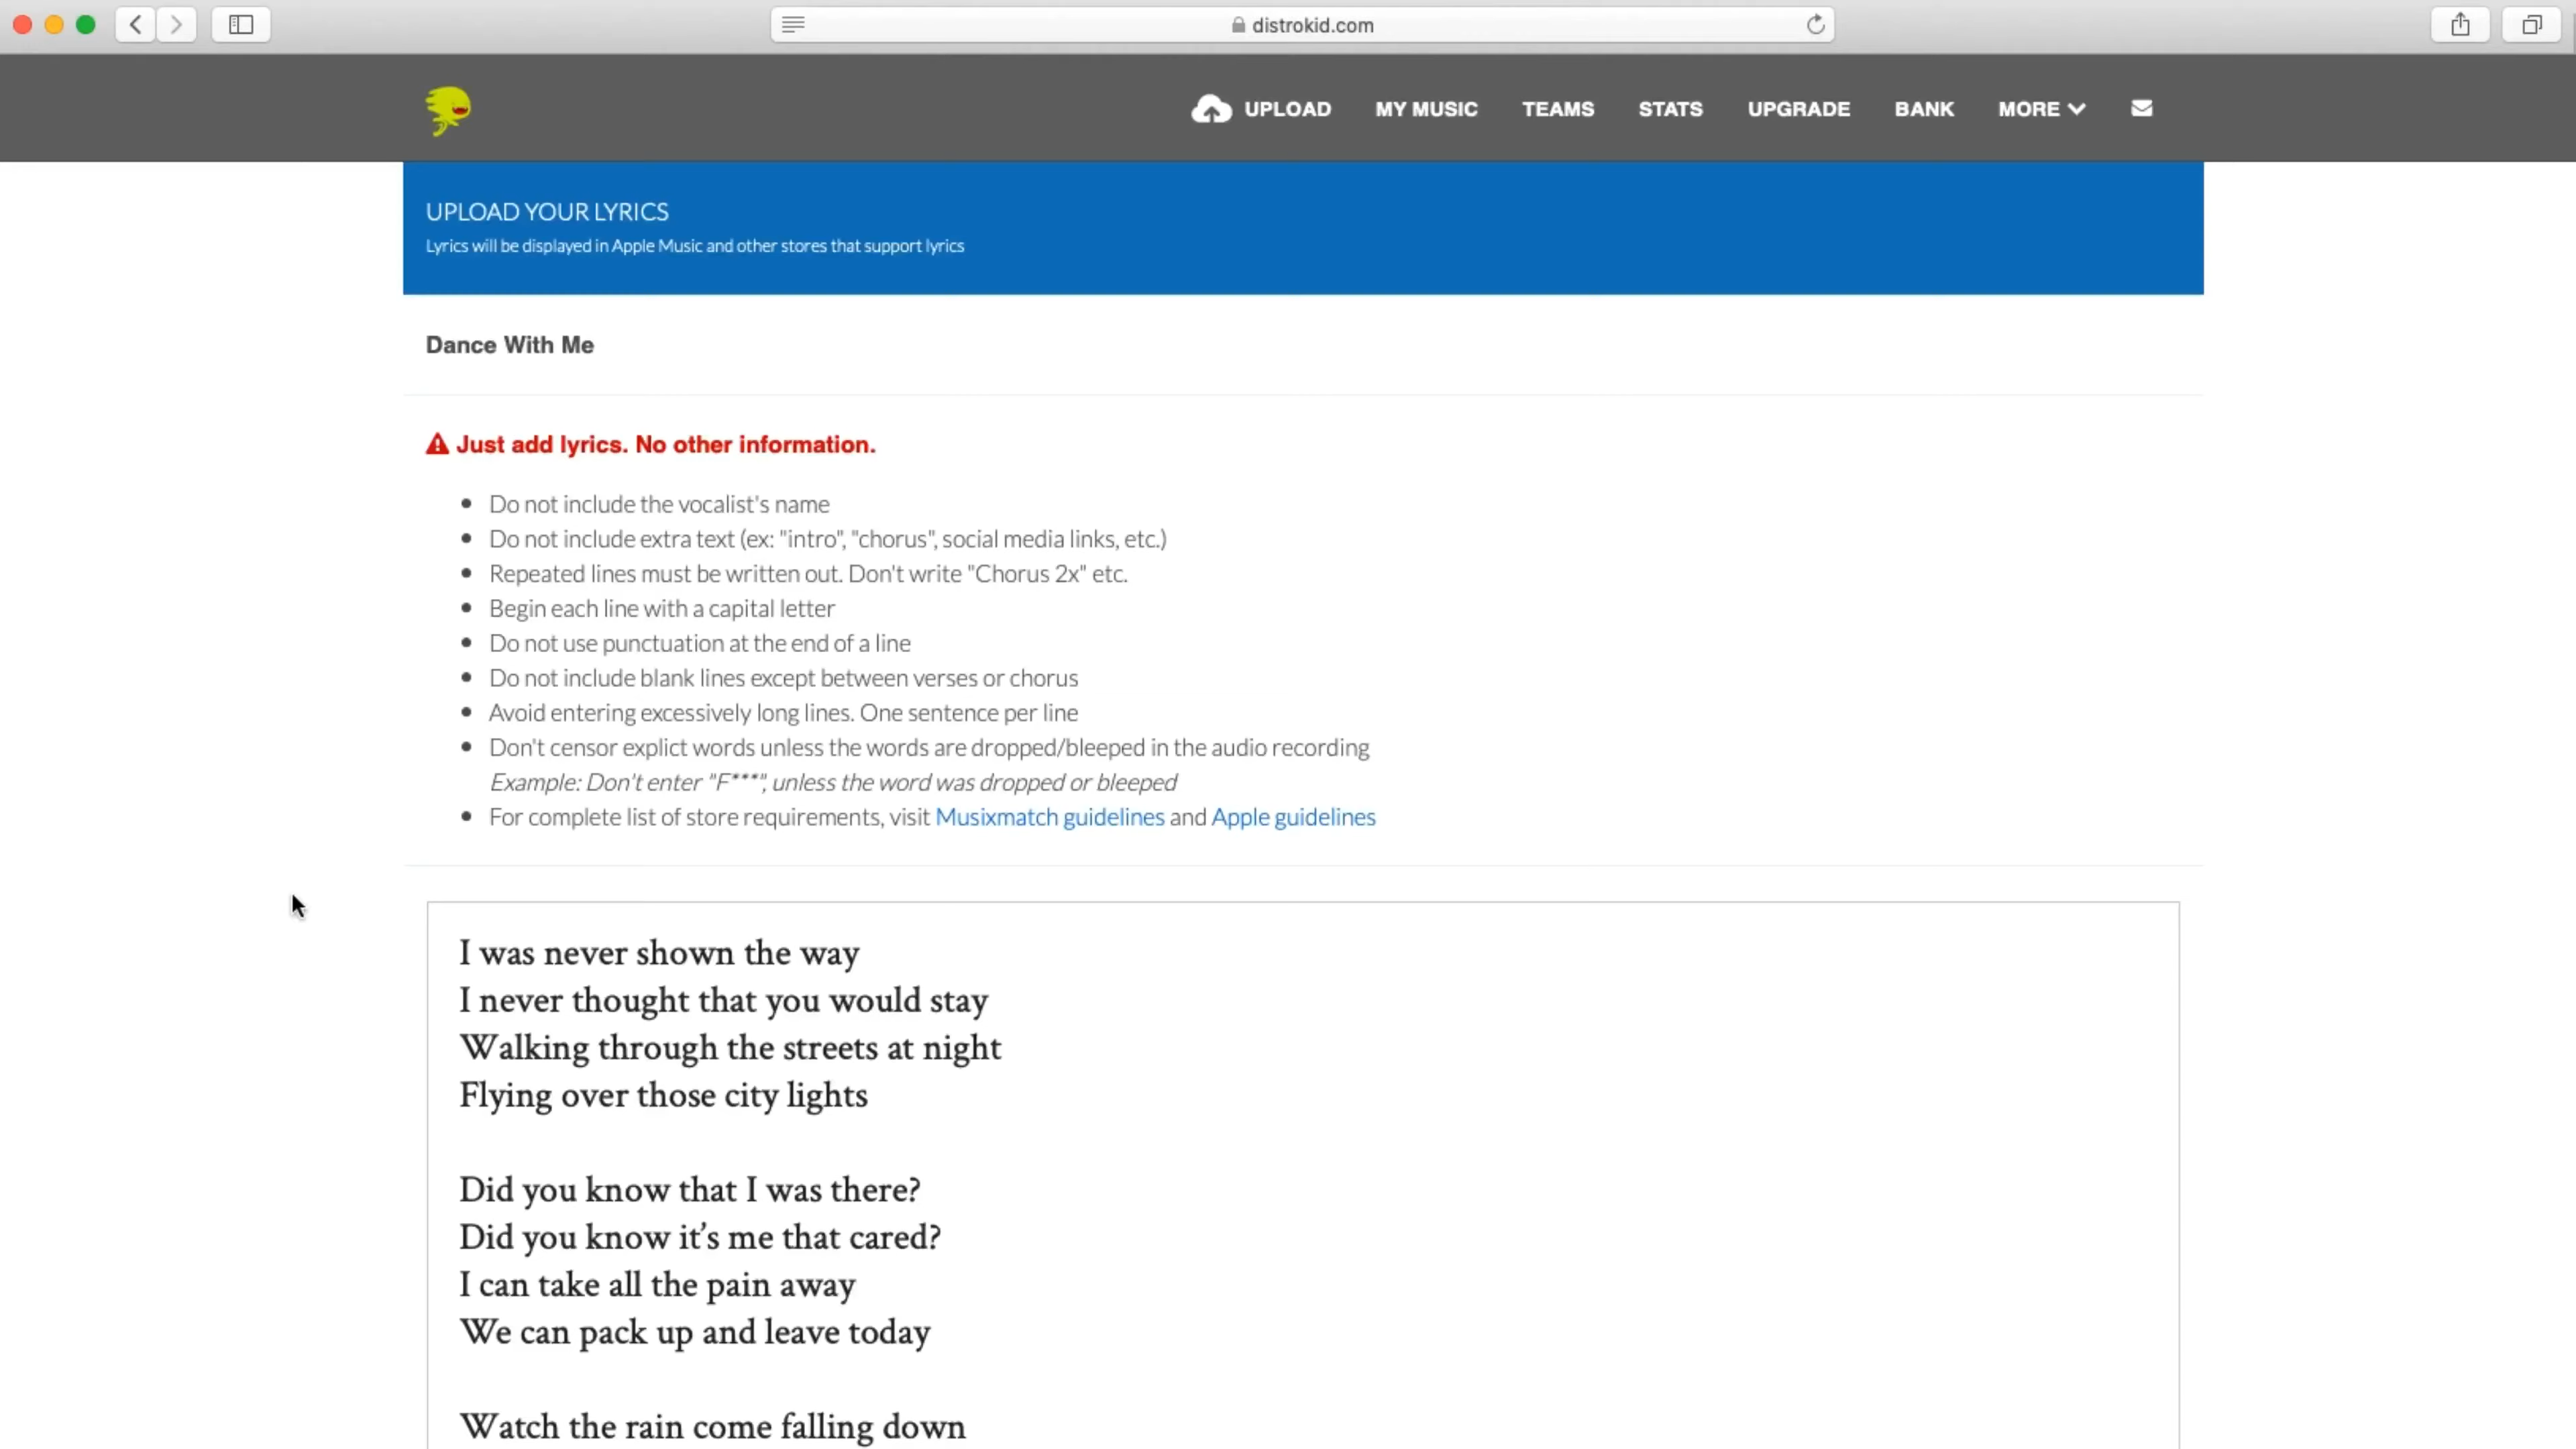 distrokid.com
UPLOAD MY MUSIC TEAMS STATS UPGRADE BANK MORE
UPLOAD YOUR LYRICS
Lyrics will be displayed in Apple Music and other stores that support lyrics
Dance With Me
Just add lyrics. No other information.
Do not include the vocalist's name
Do not include extra text (ex: "intro", "chorus", social media links, etc.)
Repeated lines must be written out. Don't write "Chorus 2x" etc.
Begin each line with a capital letter
Do not use punctuation at the end of a line
Do not include blank lines except between verses or chorus
Avoid entering excessively long lines. One sentence per line
Don't censor explict words unless the words are dropped/bleeped in the audio recording
Example: Don't enter "F***", unless the word was dropped or bleeped
For complete list of store requirements, visit Musixmatch guidelines and Apple guidelines
I was never shown the way
I never thought that you would stay
Walking through the streets at night
Flying over those city lights
Did you know that I was there?
Did you know it’s me that cared?
I can take all the pain away
We can pack up and leave today
Watch the rain come falling down